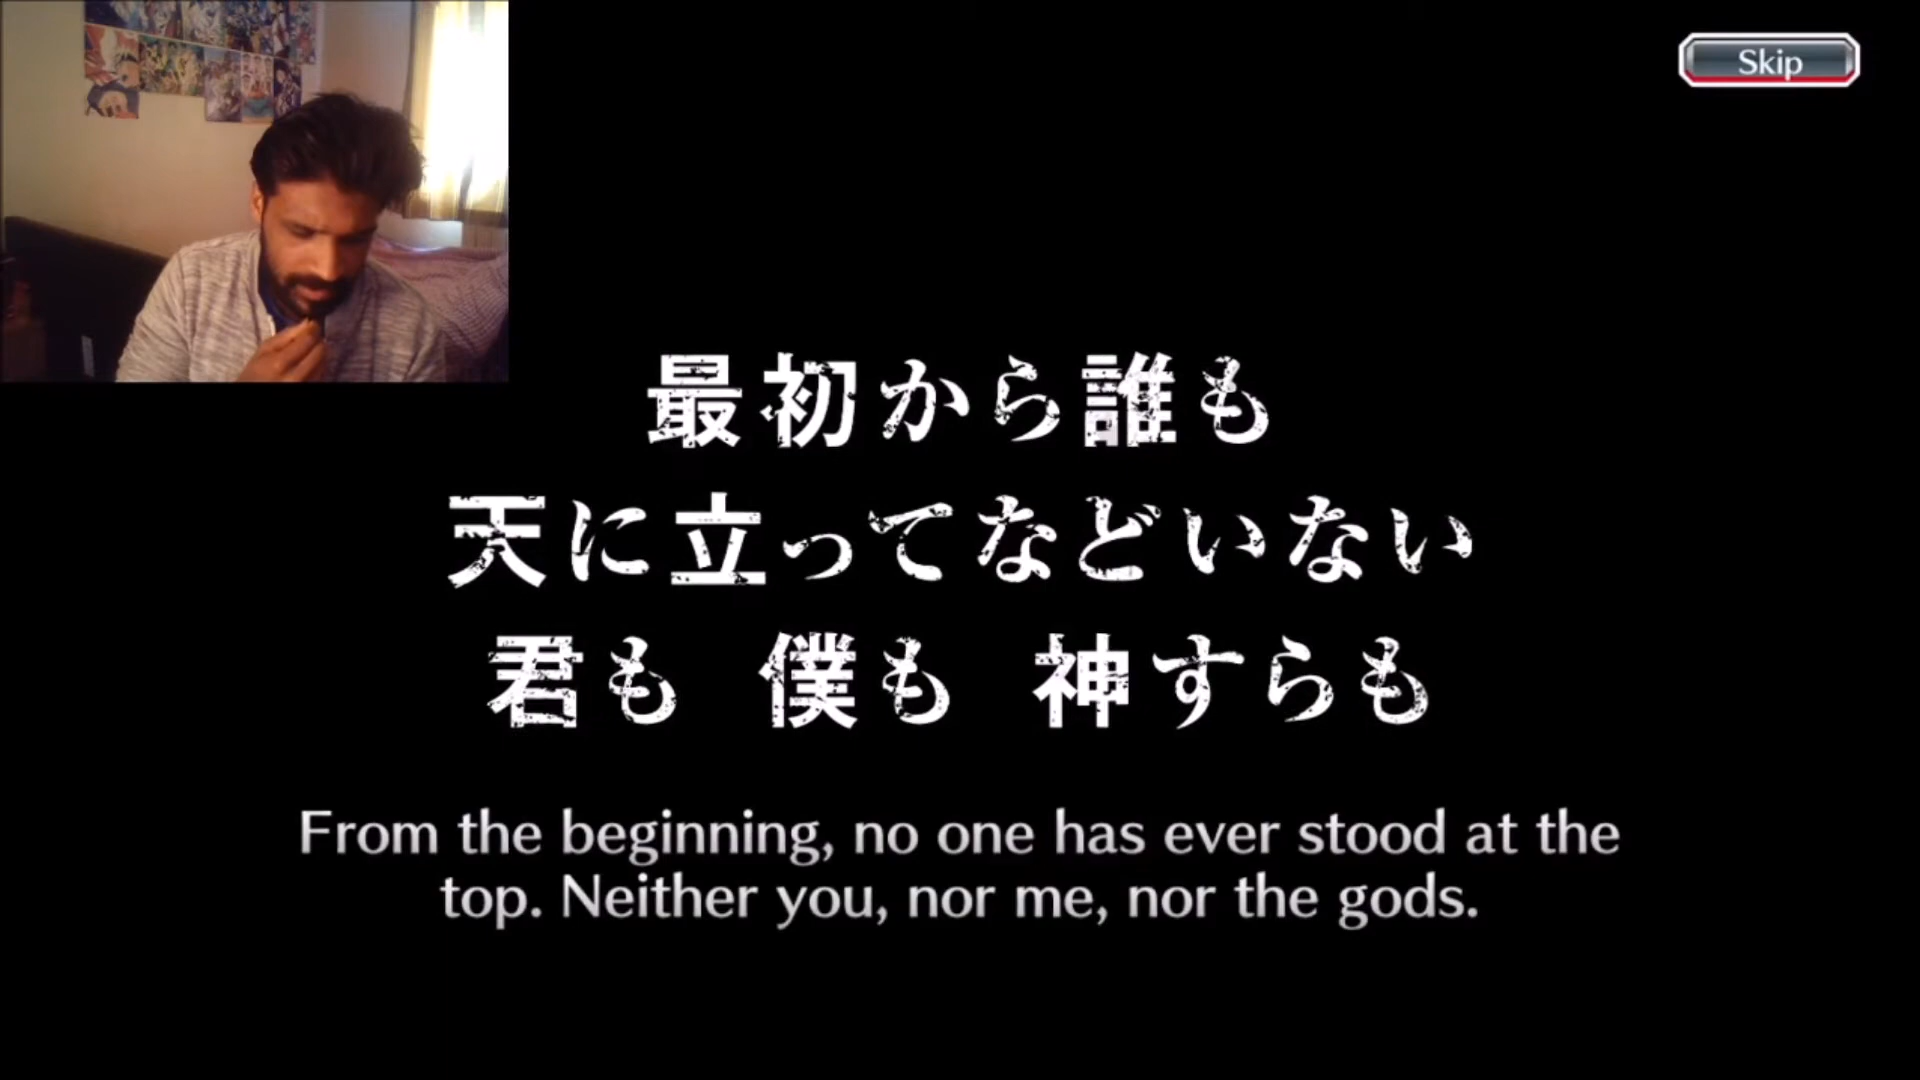 Skip
最初から誰も
天に立ってなどいない
君も 僕も 神すらも
From the beginning, no one has ever stood at the
top. Neither you, nor me, nor the gods.